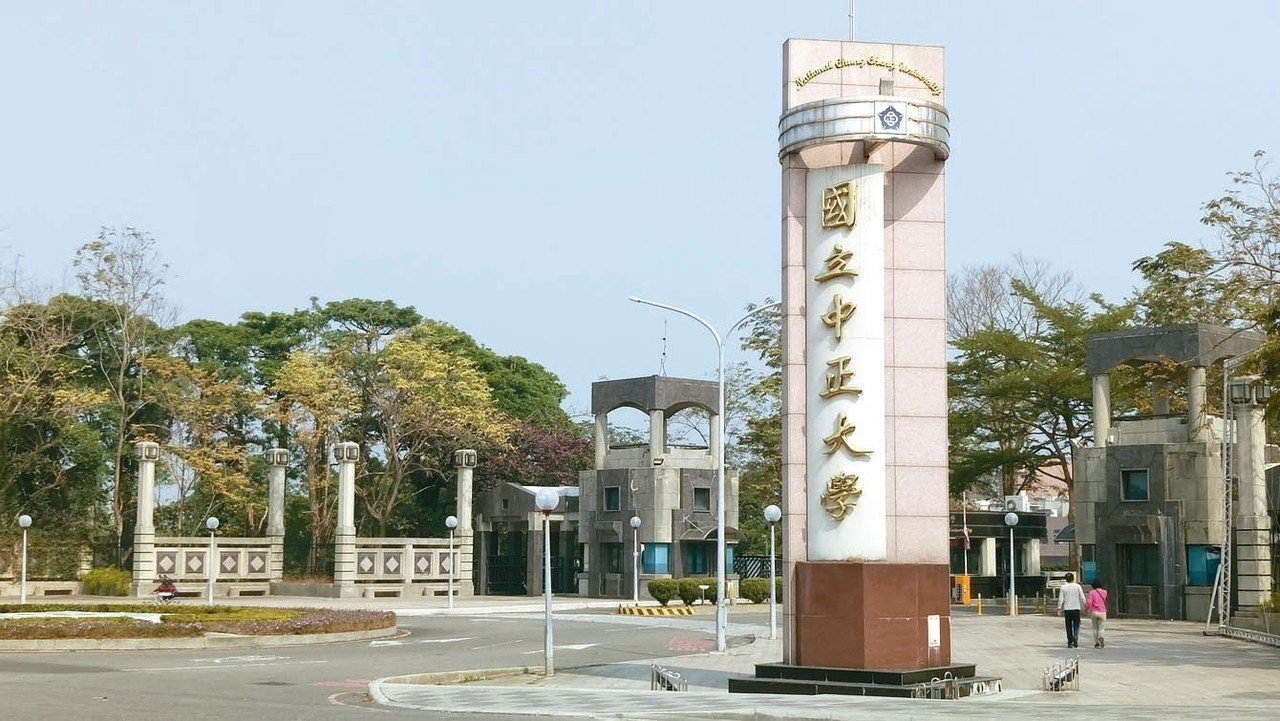 National Chung Cheng University
國立中正大學